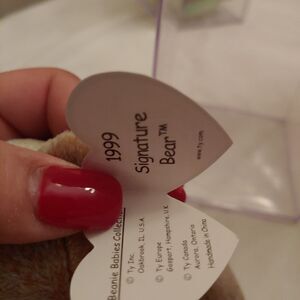 1999
Signature
Bear™
www.ty.com
Beanie Babies Collection
© Ty Inc.
Oakbrook, IL. U.S.A
© Ty Europe
Gosport, Hampshire, U.K.
© Ty Canada
Aurora, Ontario
Handmade in China